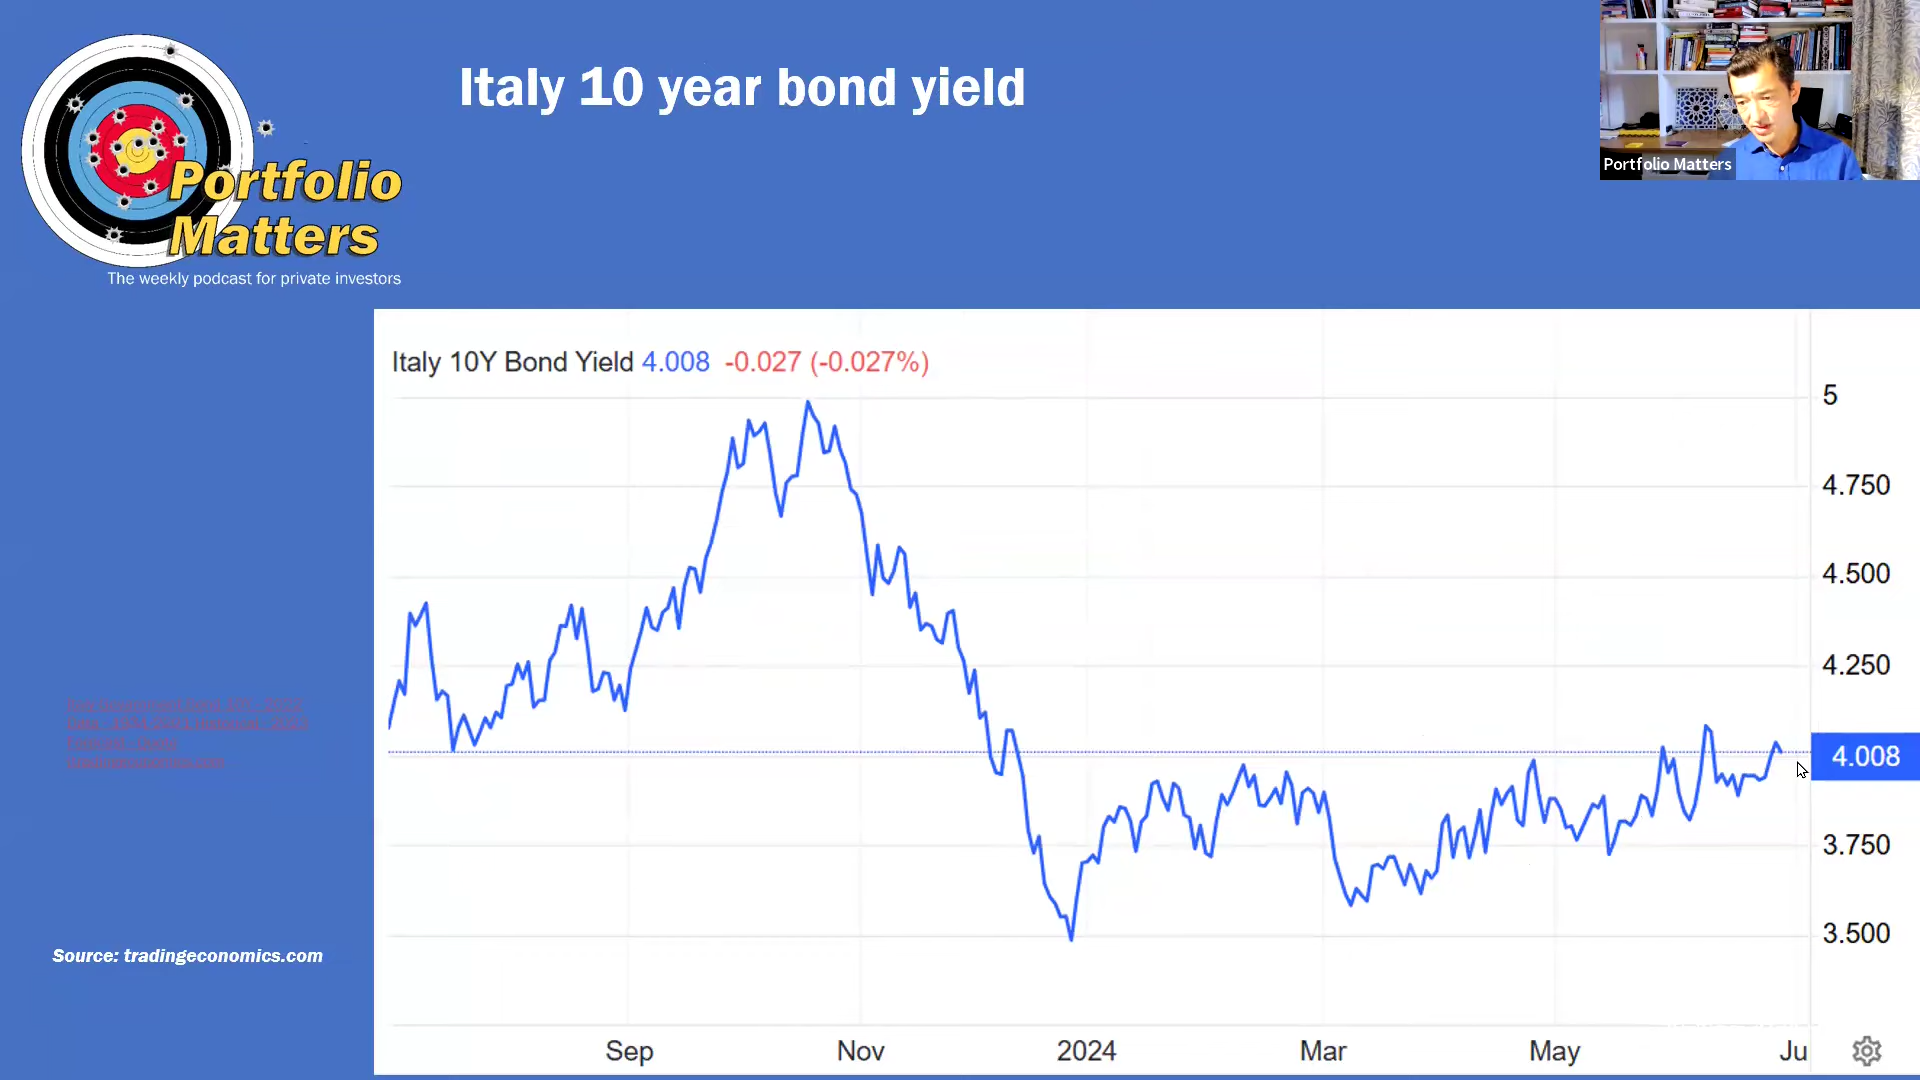 Italy 10 year bond yield
Portfolio
Matters
The weekly podcast for private investors
Portfolio Matters
Italy 10Y Bond Yield 4.008 -0.027 (-0.027%)
5
4.750
4.500
4.250
4.008
3.750
3.500
Sep Nov 2024 Mar May Ju
tradingeconomics.com
Source: tradingeconomics.com